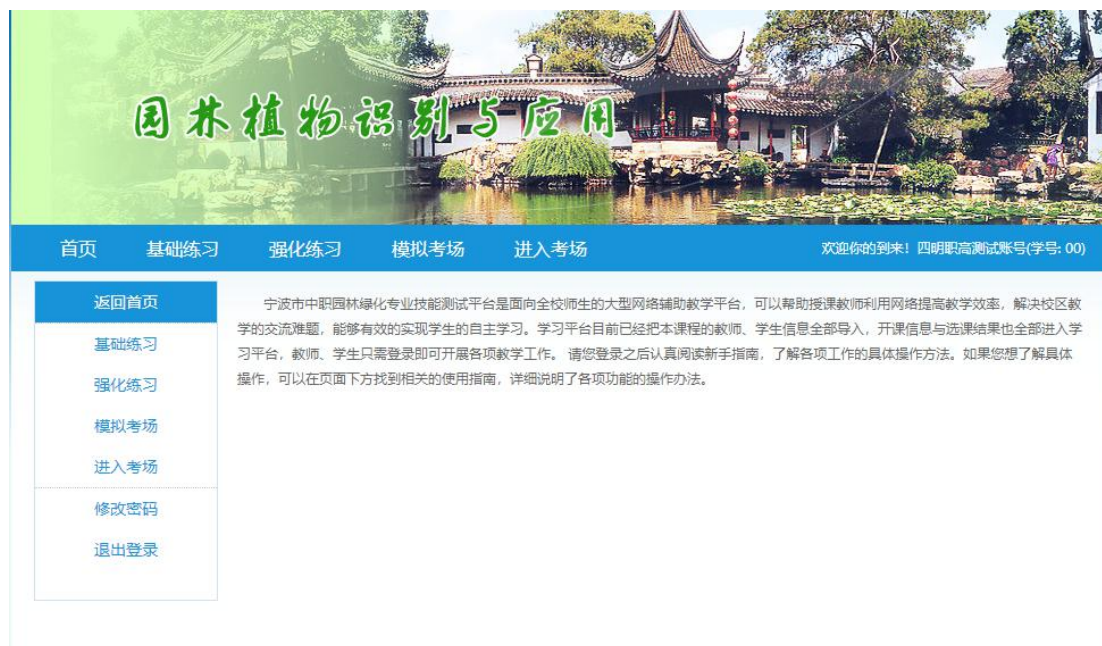 园林植物识别与应用
首页 基础练习 强化练习 模拟考场 进入考场 欢迎你的到来！四明职高测试账号(学号: 00)
返回首页
基础练习
强化练习
模拟考场
进入考场
修改密码
退出登录
宁波市中职园林绿化专业技能测试平台是面向全校师生的大型网络辅助教学平台，可以帮助授课教师利用网络提高教学效率，解决校区教
学的交流难题，能够有效的实现学生的自主学习。学习平台目前已经把本课程的教师、学生信息全部导入，开课信息与选课结果也全部进入学
习平台，教师、学生只需登录即可开展各项教学工作。 请您登录之后认真阅读新手指南，了解各项工作的具体操作方法。如果您想了解具体
操作，可以在页面下方找到相关的使用指南，详细说明了各项功能的操作办法。